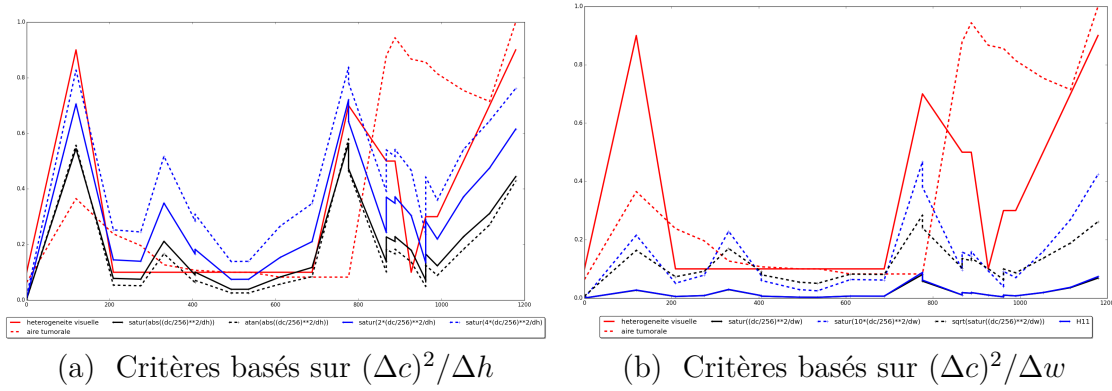 1.0
0.8
0.6
0.4
0.2
0.0
0 200 400 600 800 1000 1200
heterogeneite visuelle satur(abs((dc/256)**2/dh) atan(abs((dc/256)**2/dh)) satur(2*(dc/256)**2/dh) satur(4*(dc/256)**2/dh)
aire tumorale
(a) Critères basés sur (Δc)²/Δh
1.0
0.8
0.6
0.4
0.2
0.0
0 200 400 600 800 1000 1200
heterogeneite visuelle satur((dc/256)**2/dw) satur(10*(dc/256)**2/dw) sqrt(satur((dc/256)**2/dw)) H11
aire tumorale
(b) Critères basés sur (Δc)²/Δw